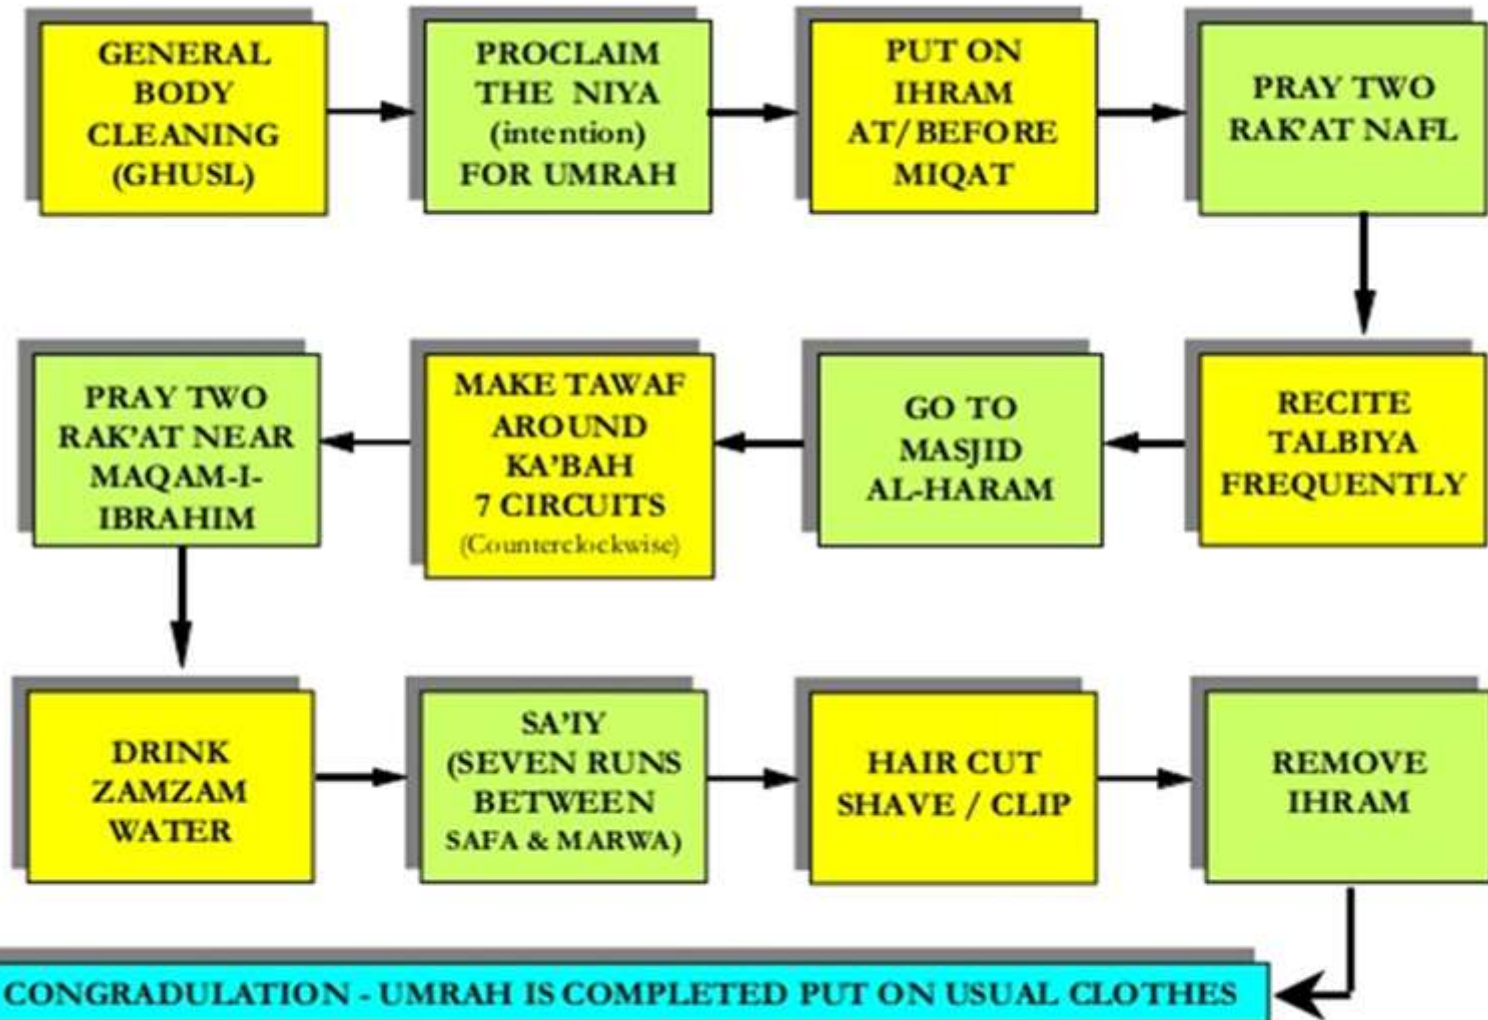 GENERAL
BODY
CLEANING
(GHUSL)
PROCLAIM
THE NIYA
(intention)
FOR UMRAH
PUT ON
IHRAM
AT/BEFORE
MIQAT
PRAY TWO
RAK'AT NAFL
RECITE
TALBIYA
FREQUENTLY
GO TO
MASJID
AL-HARAM
MAKE TAWAF
AROUND
KA'BAH
7 CIRCUITS
(Counterclockwise)
PRAY TWO
RAK'AT NEAR
MAQAM-I-
IBRAHIM
DRINK
ZAMZAM
WATER
SA'IY
(SEVEN RUNS
BETWEEN
SAFA & MARWA)
HAIR CUT
SHAVE / CLIP
REMOVE
IHRAM
CONGRADULATION - UMRAH IS COMPLETED PUT ON USUAL CLOTHES